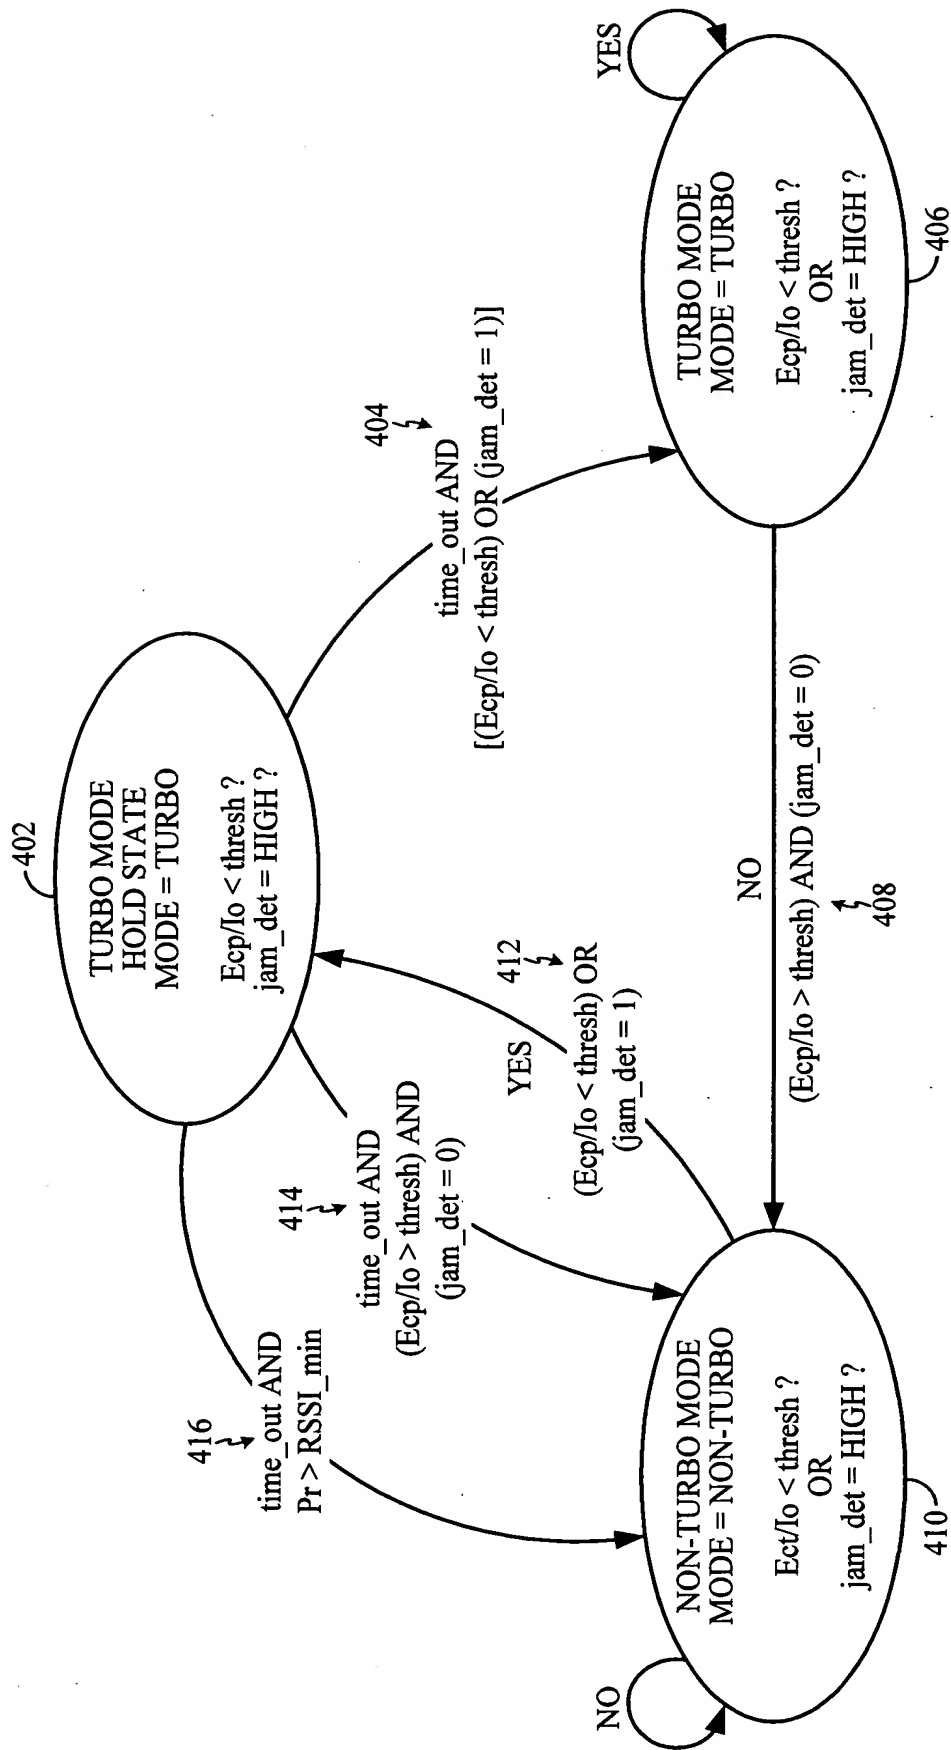 402
TURBO MODE
HOLD STATE
MODE = TURBO
Ecp/Io < thresh ?
jam_det = HIGH ?
416
time_out AND
Pr > RSSI_min
414
time_out AND
(Ecp/Io > thresh) AND
(jam_det = 0)
412
YES
(Ecp/Io < thresh) OR
(jam_det = 1)
404
time_out AND
[(Ecp/Io < thresh) OR (jam_det = 1)]
NO
NON-TURBO MODE
MODE = NON-TURBO
Ect/Io < thresh ?
OR
jam_det = HIGH ?
410
NO
(Ecp/Io > thresh) AND (jam_det = 0)
408
YES
TURBO MODE
MODE = TURBO
Ecp/Io < thresh ?
OR
jam_det = HIGH ?
406